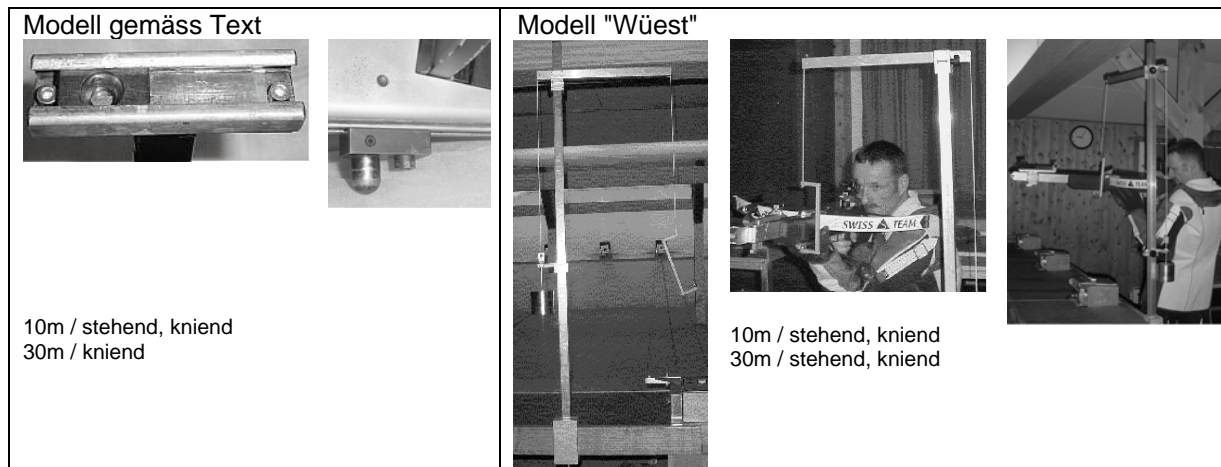 Modell gemäss Text
10m / stehend, kniend
30m / kniend
Modell "Wüest"
SWISS TEAM
10m / stehend, kniend
30m / stehend, kniend